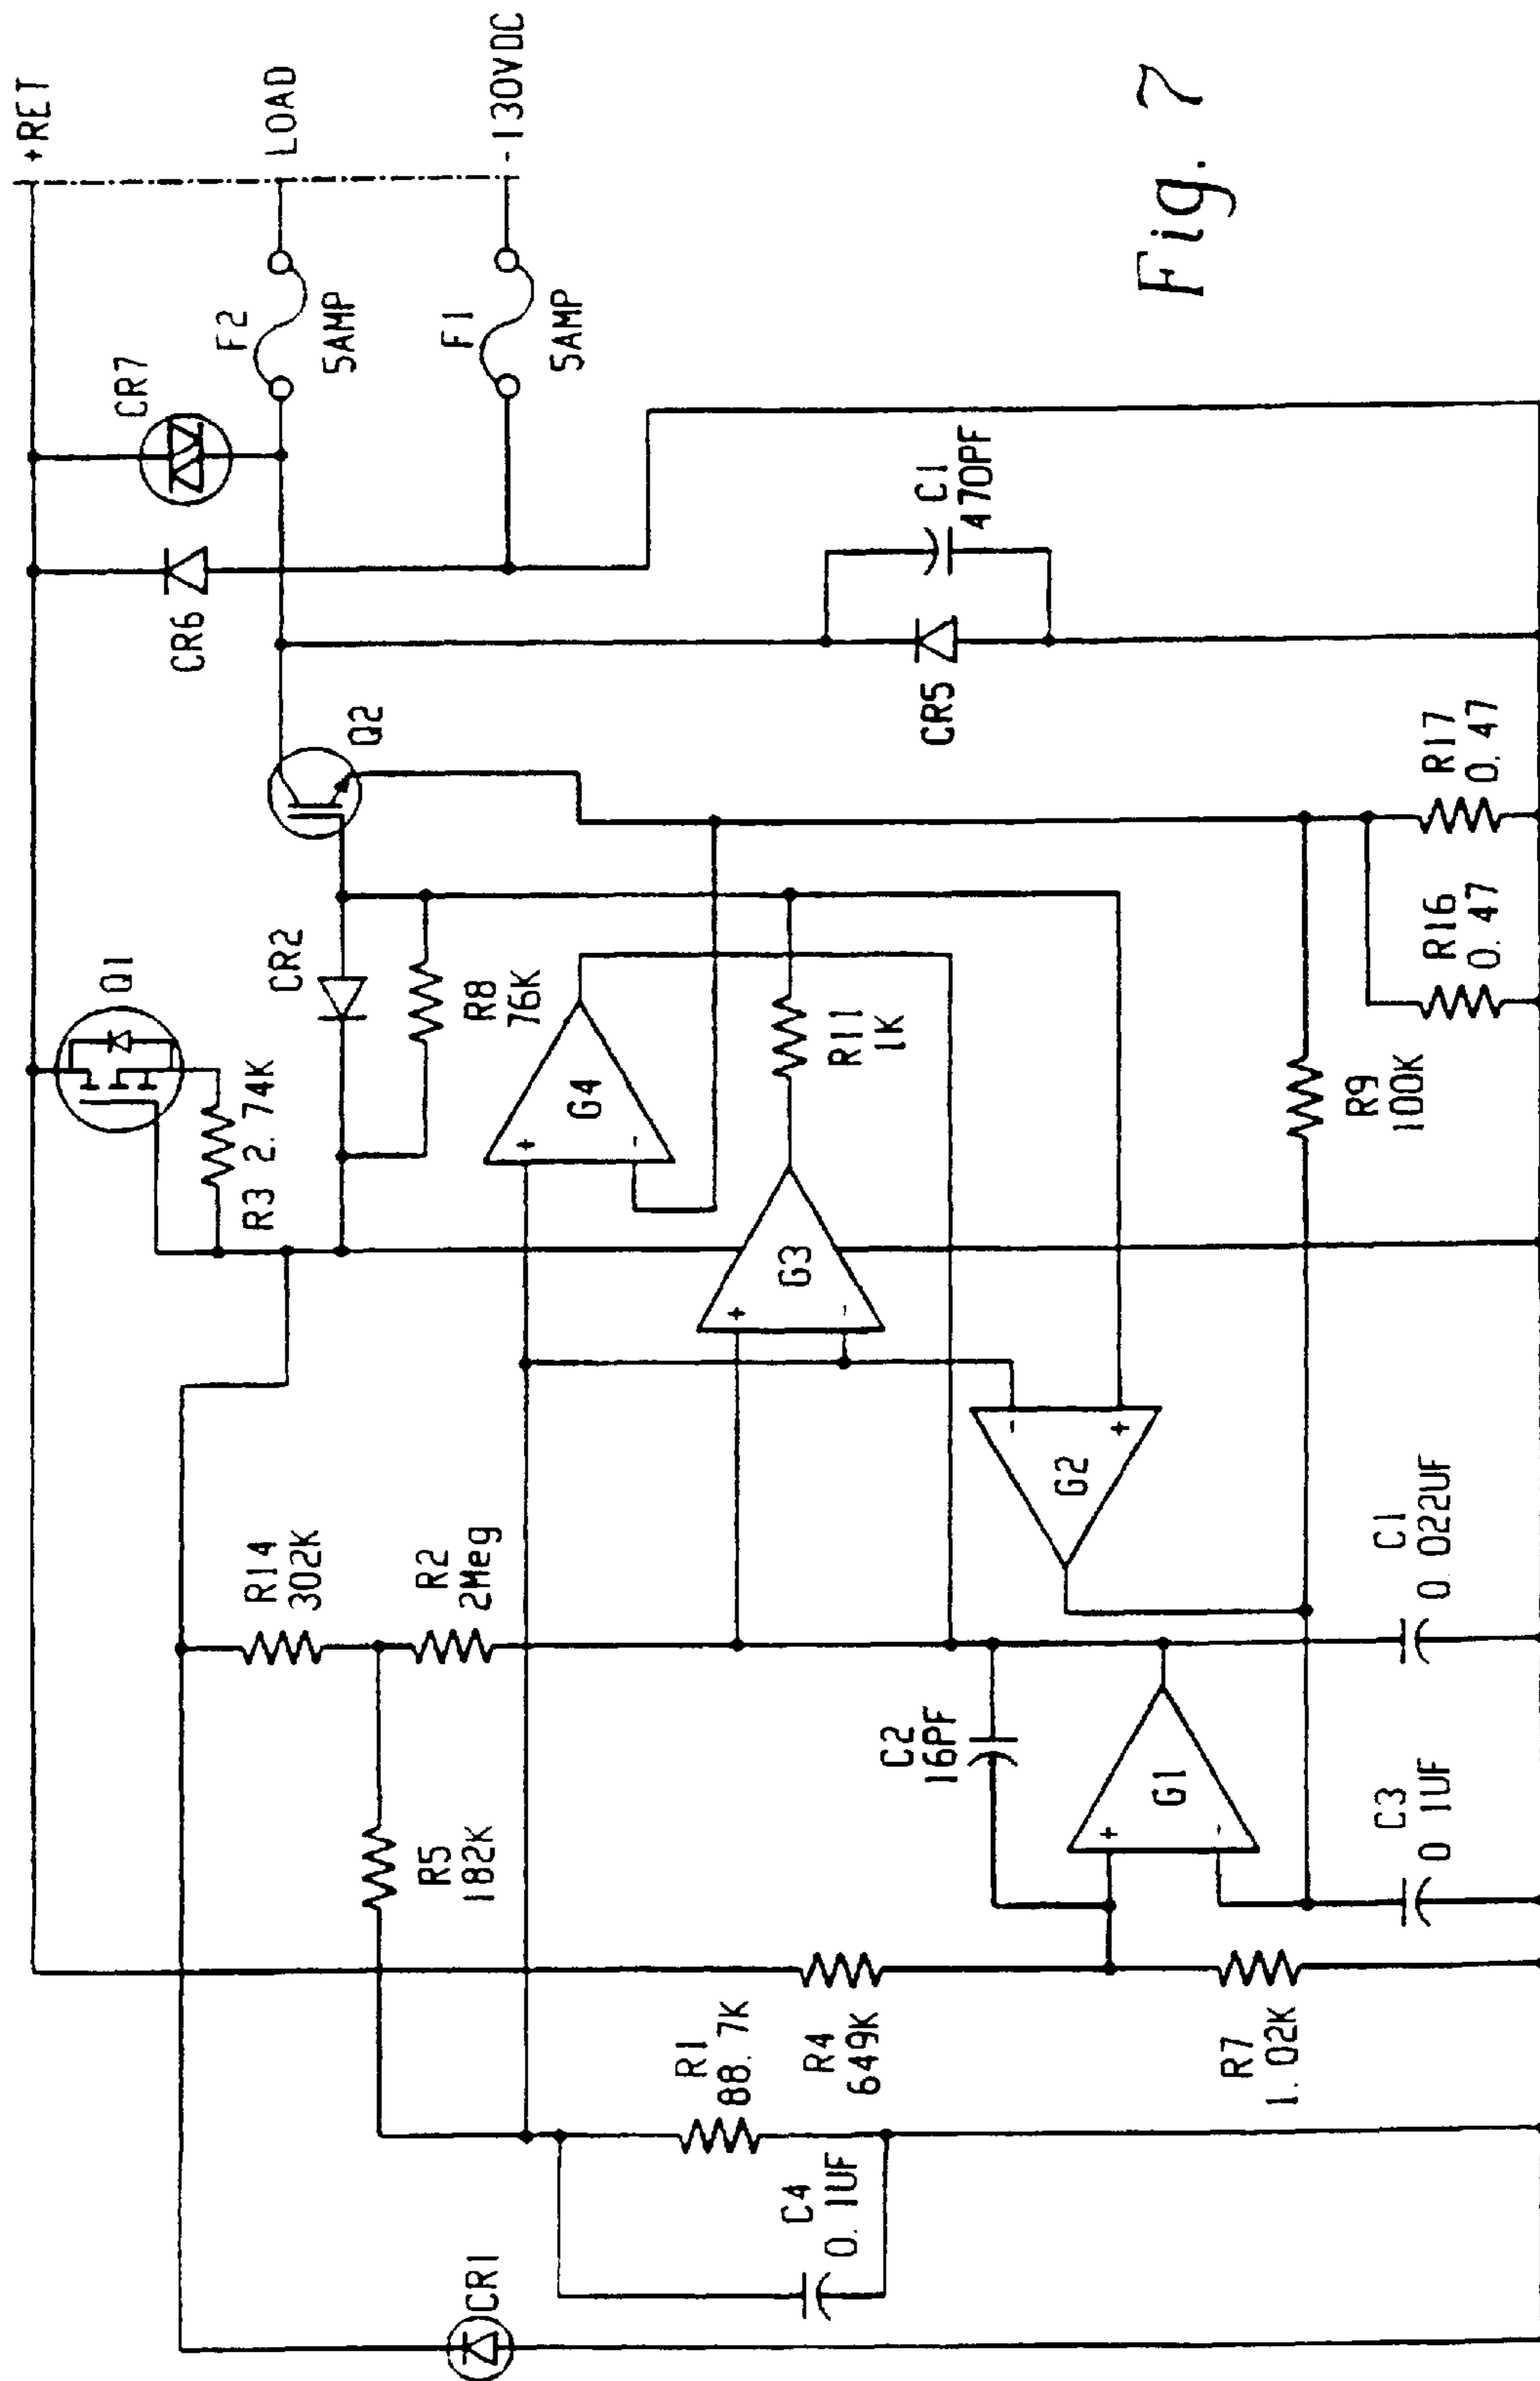 +RET
LOAD
-130VDC
CR7
F2
5AMP
F1
5AMP
CR6
C1
470PF
CR5
Q2
R17
0.47
R16
0.47
Q1
CR2
R8
76K
R3 2.74K
G4
+
-
R11
1K
R9
100K
G3
+
-
G2
-
+
R14
302K
R2
2Meg
C1
0.022UF
C2
16PF
G1
+
-
R5
182K
C3
0.1UF
R1
88.7K
R4
649K
R7
1.02K
C4
0.1UF
CR1
Fig. 7